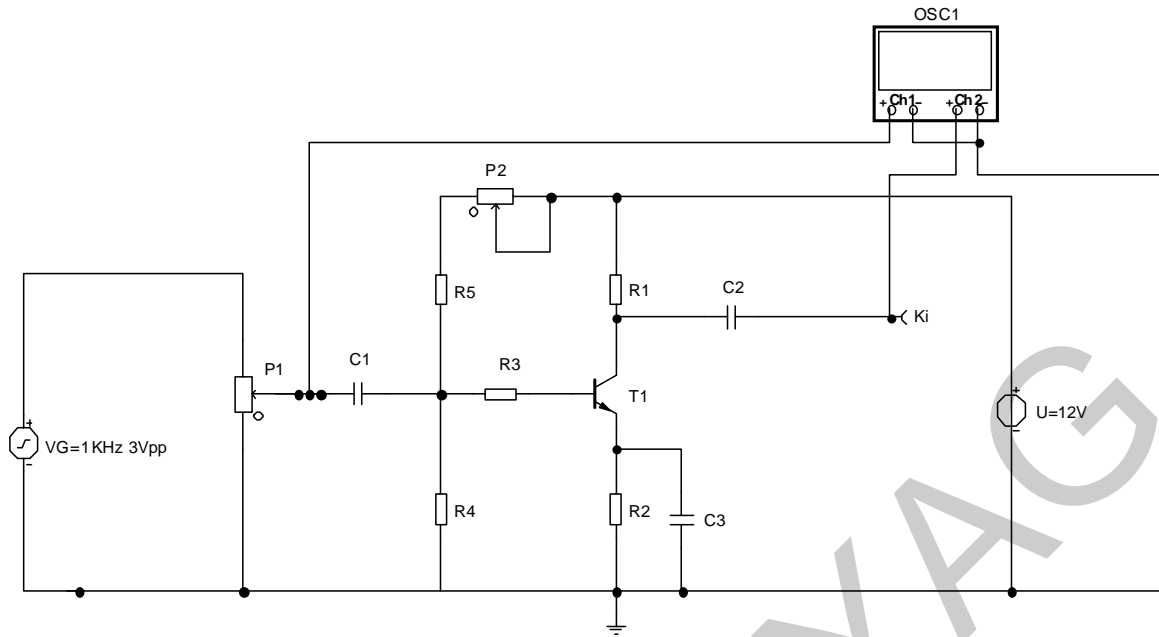 OSC1
+ Ch1 - + Ch2 -
P2
R5
R1
C2
Ki
P1
C1
R3
T1
+
-
VG=1KHz 3Vpp
+
-
U=12V
R4
R2
C3
YAG